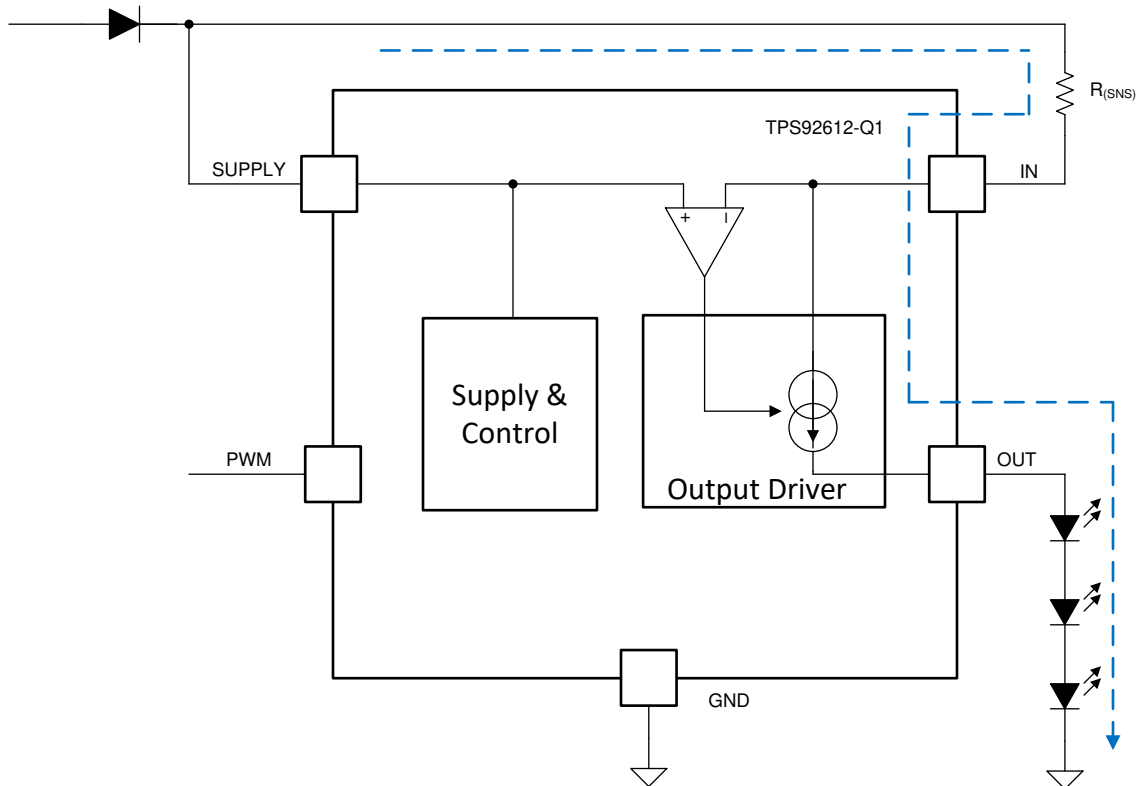 R(SNS)
TPS92612-Q1
SUPPLY
IN
+
–
Supply &
Control
PWM
OUT
Output Driver
GND